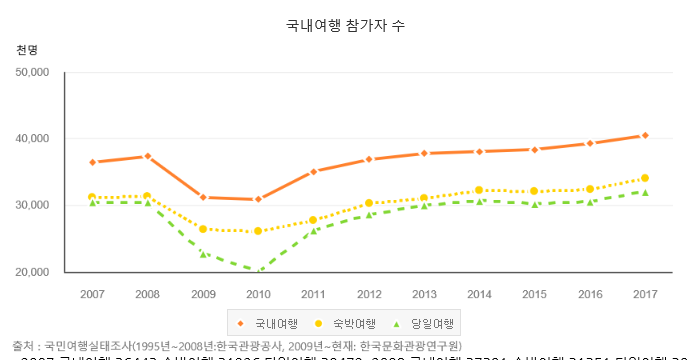 국내여행 참가자 수
천명
50,000
40,000
30,000
20,000
2007 2008 2009 2010 2011 2012 2013 2014 2015 2016 2017
국내여행 숙박여행 당일여행
출처 : 국민여행실태조사(1995년~2008년:한국관광공사, 2009년~현재: 한국문화관광연구원)